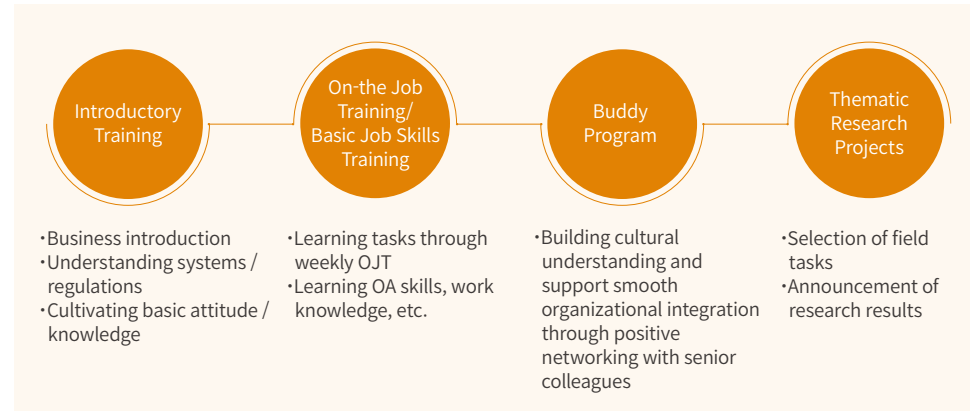 Introductory
Training
On-the Job
Training/
Basic Job Skills
Training
Buddy
Program
Thematic
Research
Projects
·Business introduction
·Understanding systems /
regulations
·Cultivating basic attitude /
knowledge
·Learning tasks through
weekly OJT
·Learning OA skills, work
knowledge, etc.
·Building cultural
understanding and
support smooth
organizational integration
through positive
networking with senior
colleagues
·Selection of field
tasks
·Announcement of
research results